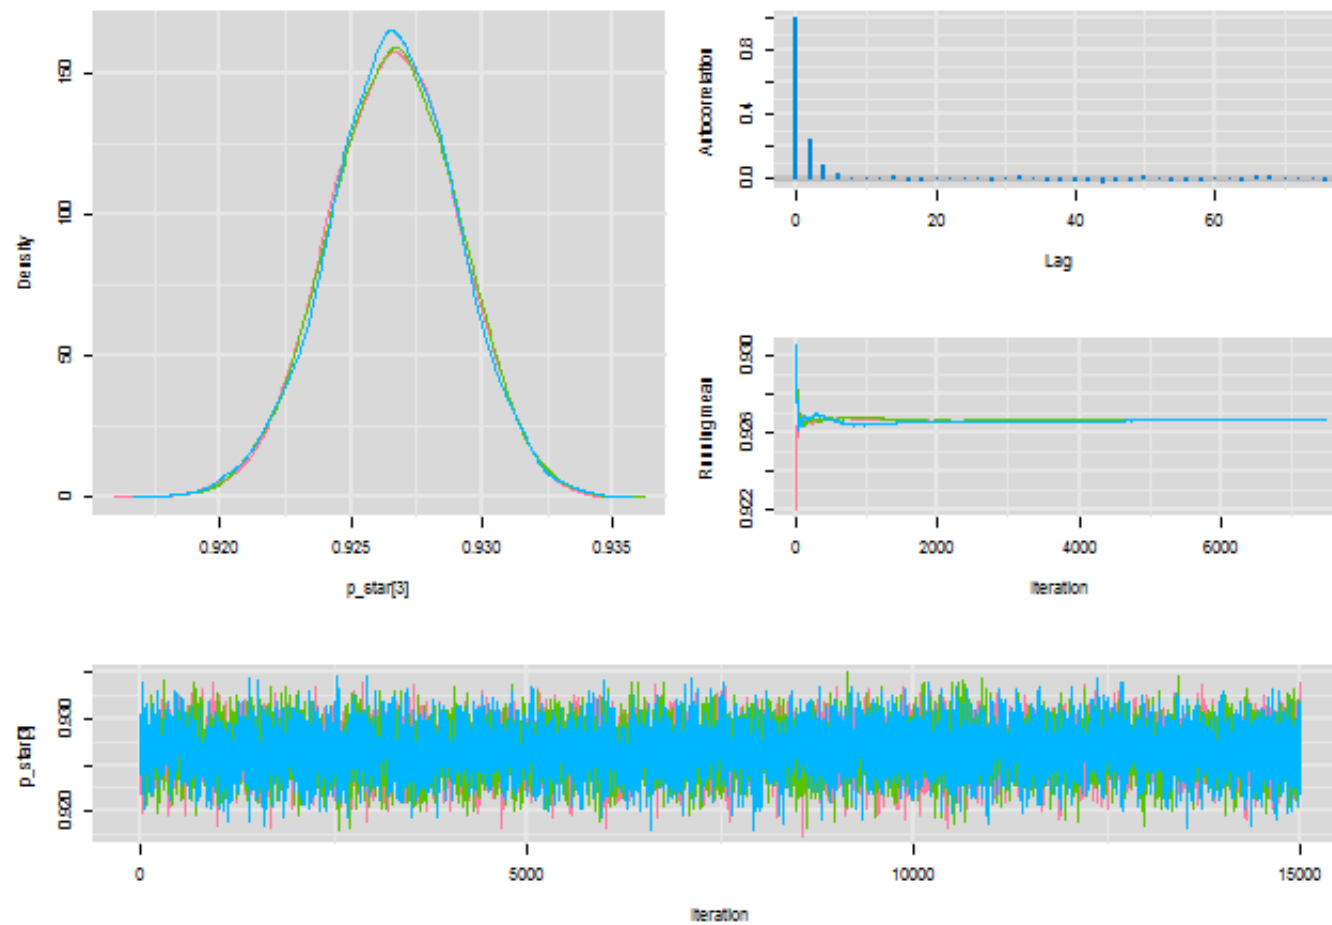 Density
0 50 100 150
0.920 0.925 0.930 0.935
p_star[3]
Autocorrelation
0.0 0.4 0.8
0 20 40 60
Lag
Running mean
0.922 0.926 0.930
0 2000 4000 6000
Iteration
p_star[3]
0.920 0.930
0 5000 10000 15000
Iteration